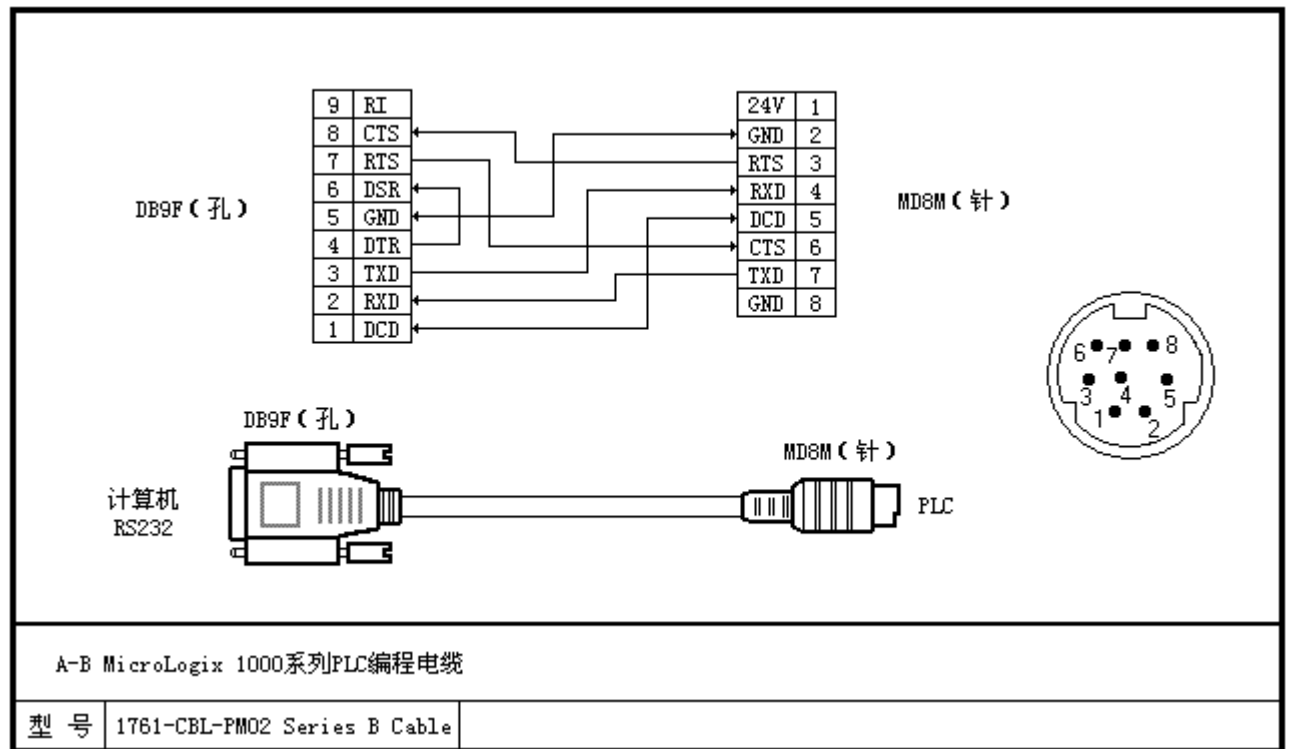 9 RI
8 CTS
7 RTS
6 DSR
5 GND
4 DTR
3 TXD
2 RXD
1 DCD
DB9F(孔)
24V 1
GND 2
RTS 3
RXD 4
DCD 5
CTS 6
TXD 7
GND 8
MD8M(针)
6 7 8
3 4 5
1 2
DB9F(孔)
计算机
RS232
MD8M(针)
PLC
A-B MicroLogix 1000系列PLC编程电缆
型 号 1761-CBL-PM02 Series B Cable